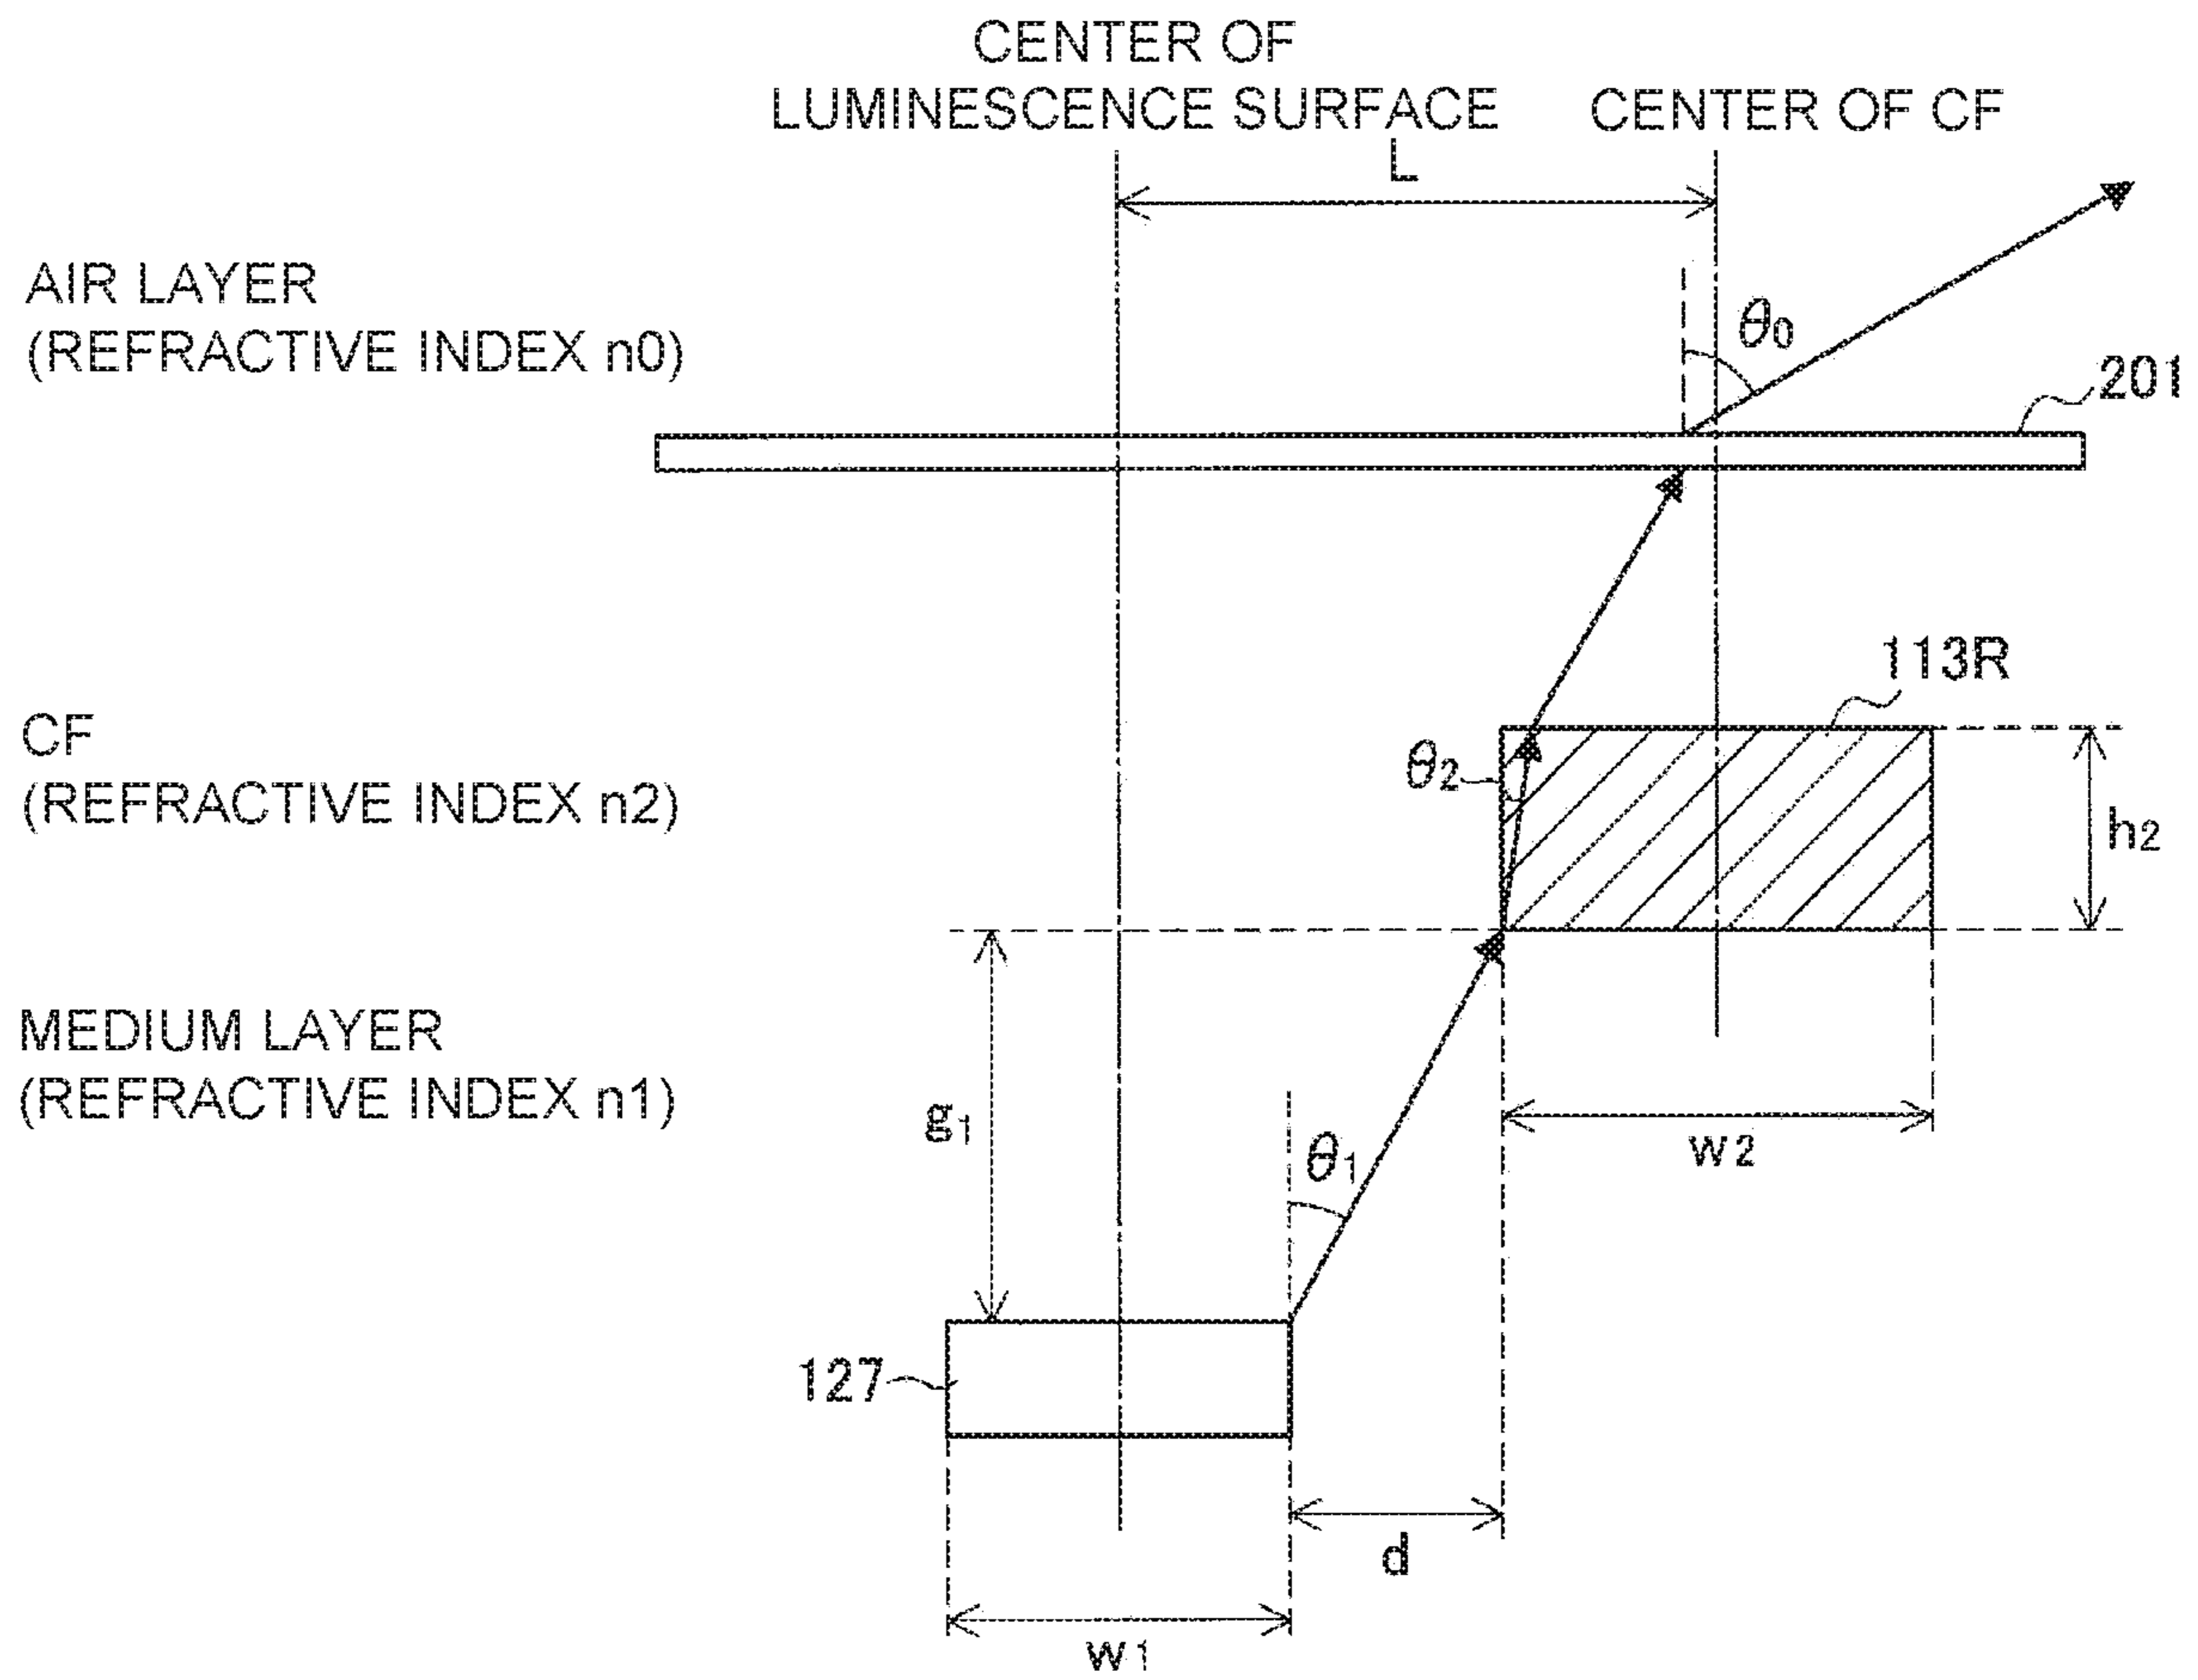 CENTER OF
LUMINESCENCE SURFACE
CENTER OF CF
L
AIR LAYER
(REFRACTIVE INDEX n0)
θ0
201
113R
CF
(REFRACTIVE INDEX n2)
θ2
h2
MEDIUM LAYER
(REFRACTIVE INDEX n1)
g1
θ1
w2
127
d
w1